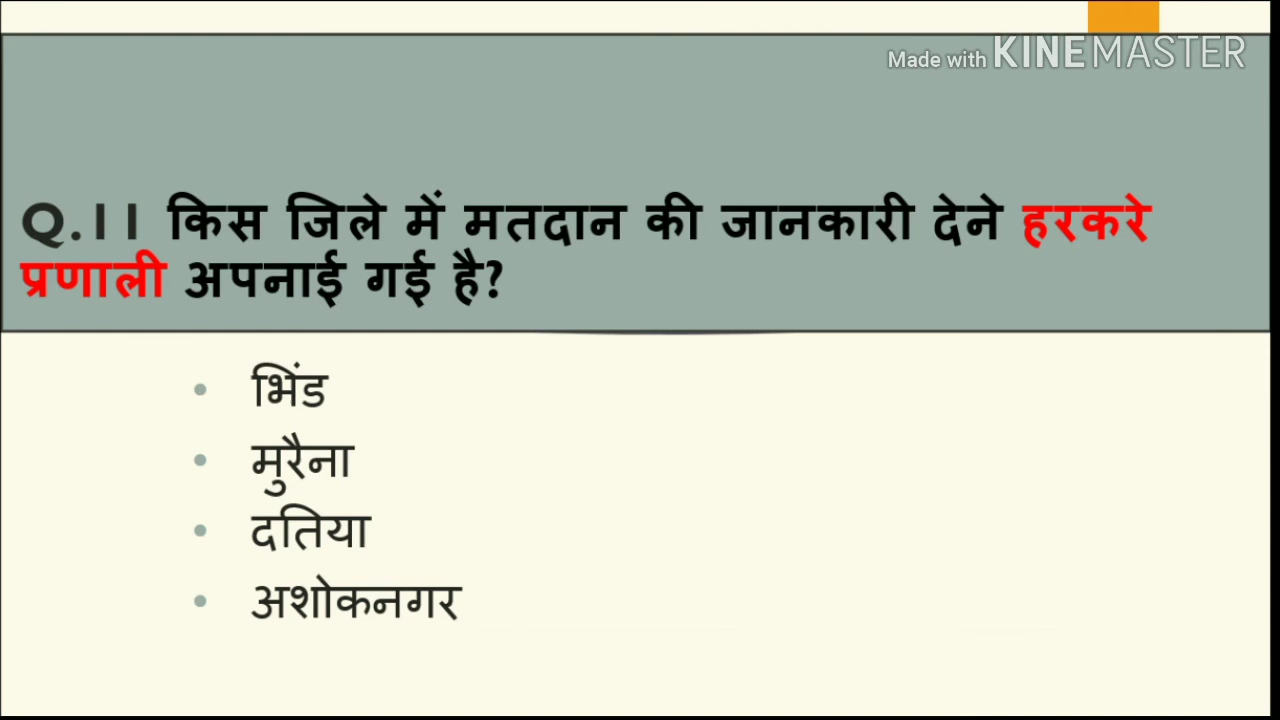 Made with KINEMASTER
Q.11 किस जिले में मतदान की जानकारी देने हरकरे
प्रणाली अपनाई गई है?
• भिंड
• मुरैना
• दतिया
• अशोकनगर